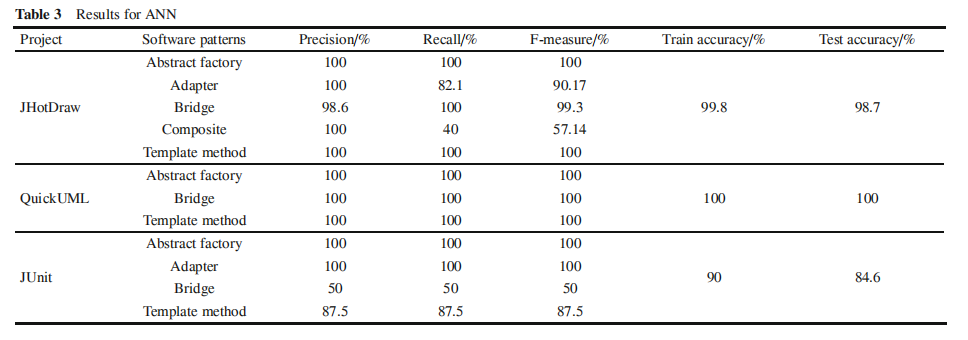 Table 3 Results for ANN
Project Software patterns Precision/% Recall/% F-measure/% Train accuracy/% Test accuracy/%
Abstract factory 100 100 100
Adapter 100 82.1 90.17
JHotDraw Bridge 98.6 100 99.3 99.8 98.7
Composite 100 40 57.14
Template method 100 100 100
Abstract factory 100 100 100
QuickUML Bridge 100 100 100 100 100
Template method 100 100 100
Abstract factory 100 100 100
Adapter 100 100 100
JUnit 90 84.6
Bridge 50 50 50
Template method 87.5 87.5 87.5